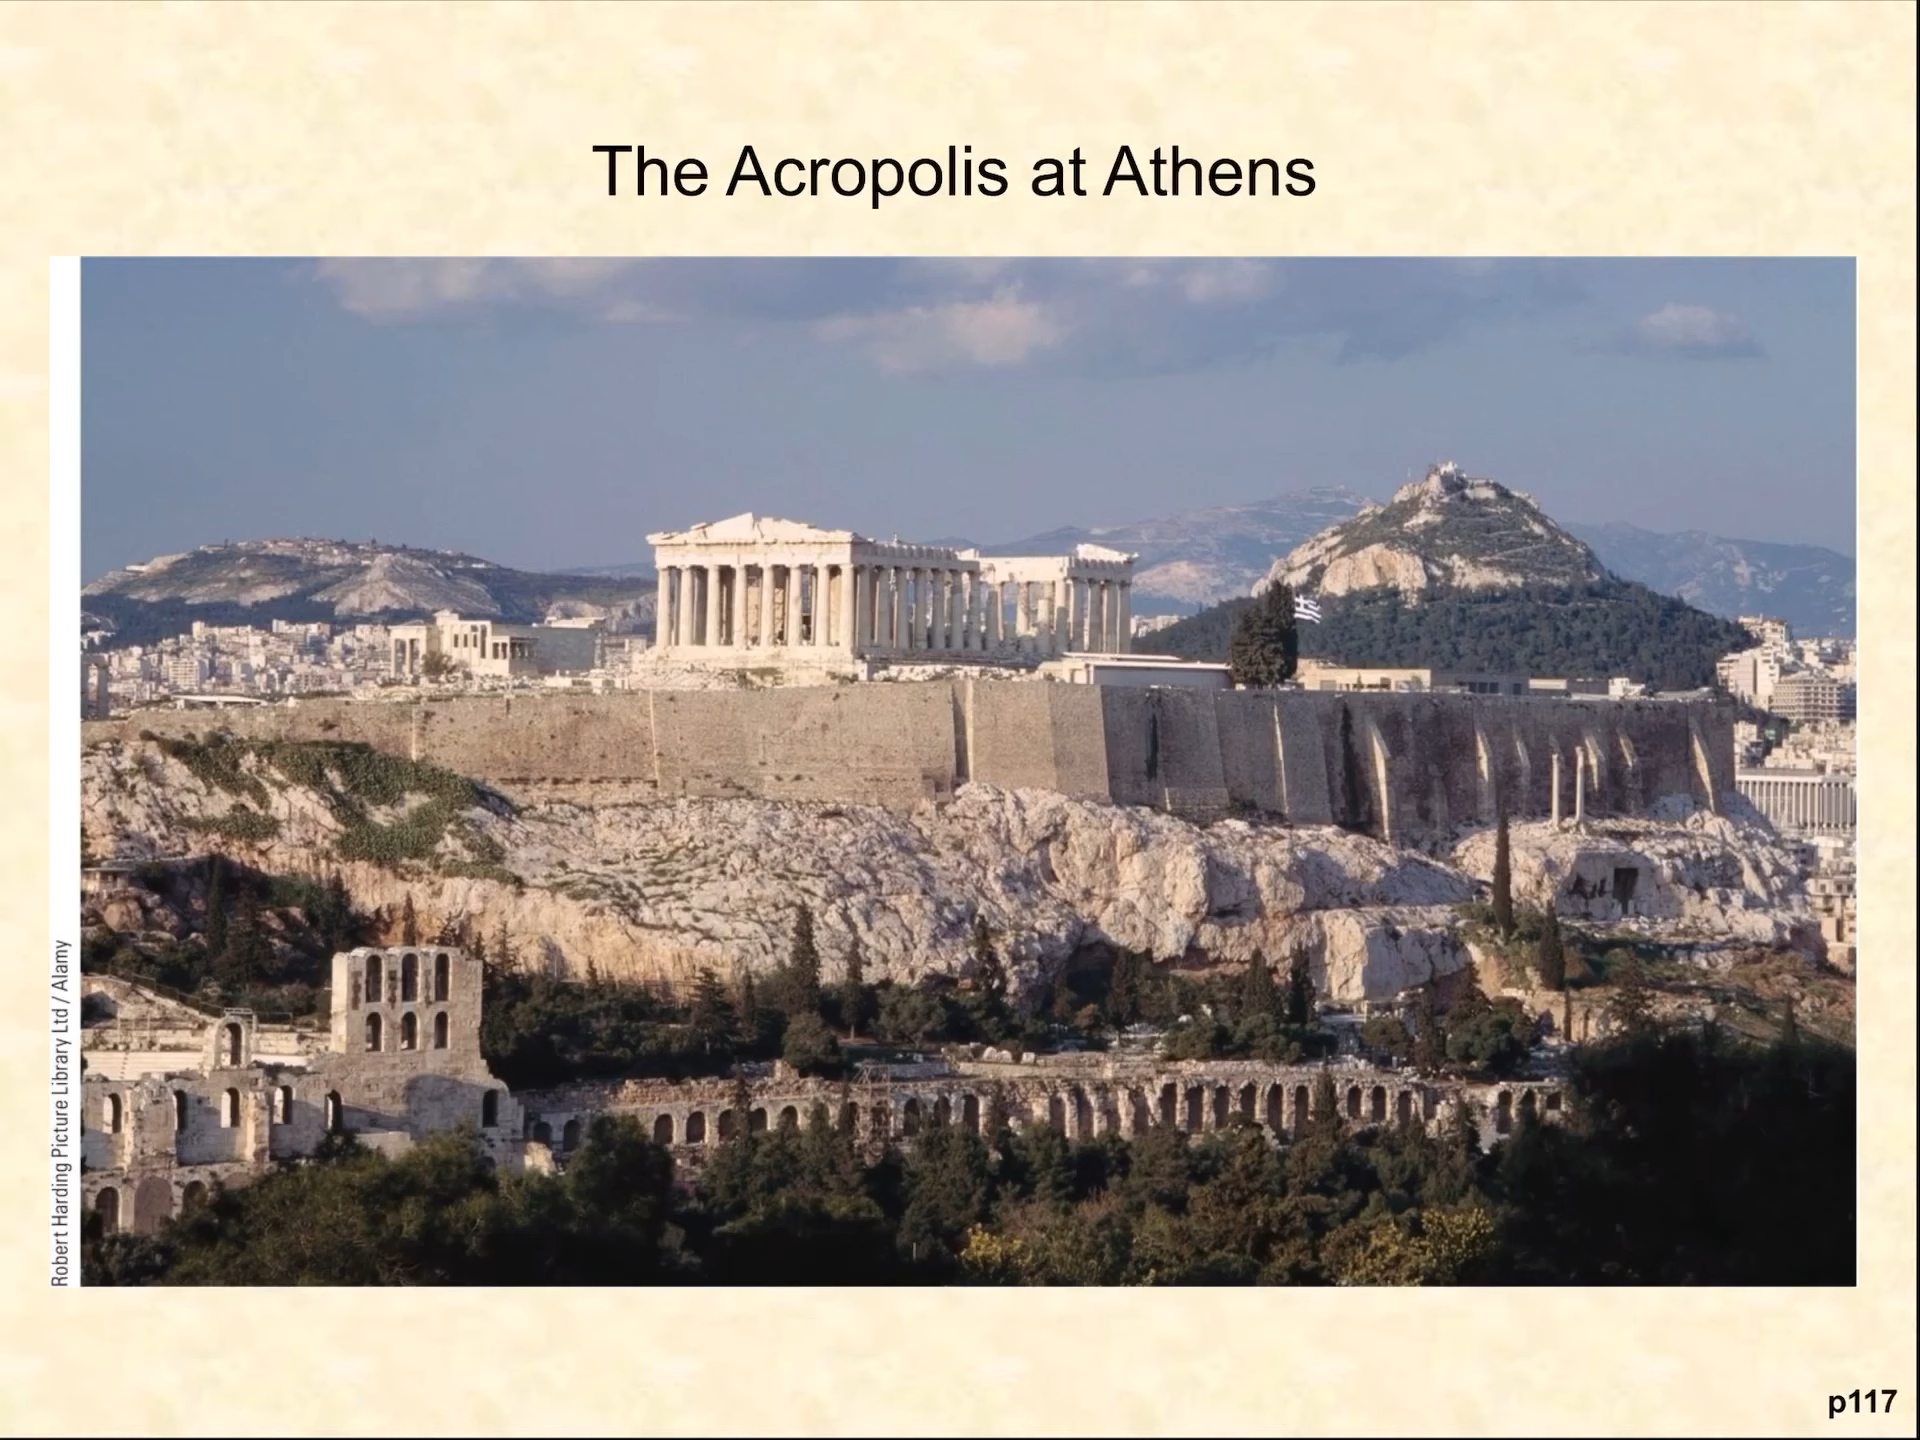 The Acropolis at Athens
Robert Harding Picture Library Ltd / Alamy
p117